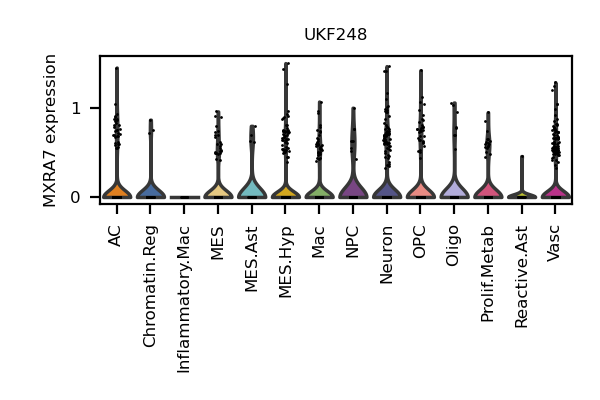 UKF248
MXRA7 expression
1
0
AC
Chromatin.Reg
Inflammatory.Mac
MES
MES.Ast
MES.Hyp
Mac
NPC
Neuron
OPC
Oligo
Prolif.Metab
Reactive.Ast
Vasc